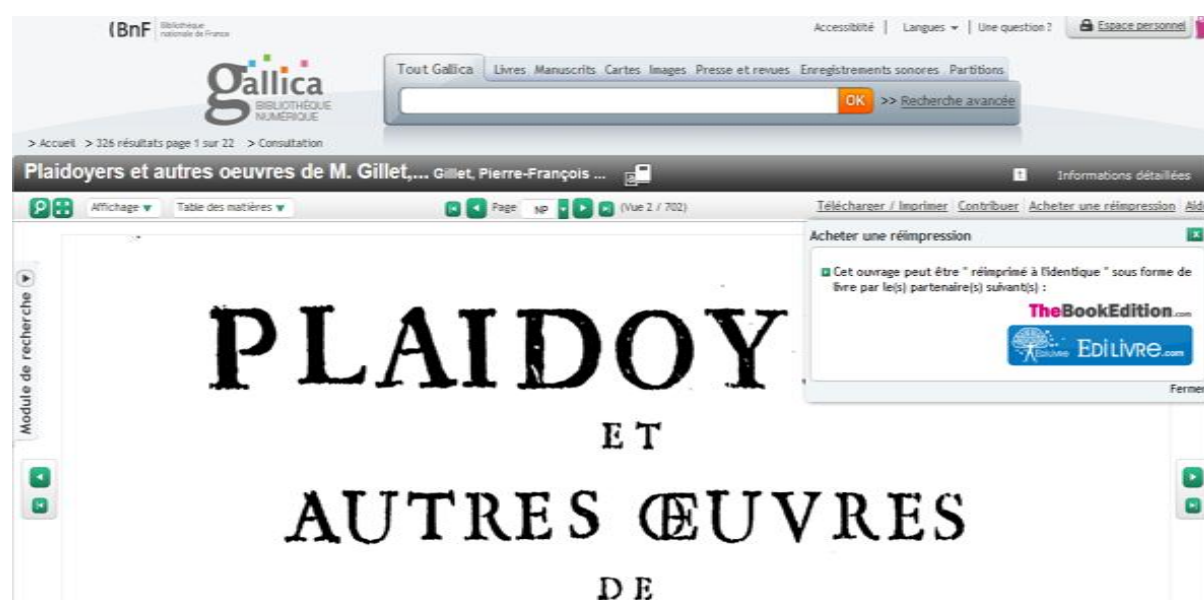 BnF Bibliothèque
nationale de France
Accessibilité | Langues | Une question ? Espace personnel
gallica
BIBLIOTHÈQUE
NUMÉRIQUE
Tout Gallica Livres Manuscrits Cartes Images Presse et revues Enregistrements sonores Partitions
OK >> Recherche avancée
> Accueil > 326 résultats page 1 sur 22 > Consultation
Plaidoyers et autres oeuvres de M. Gillet,... Gillet, Pierre-François ...
Informations détaillées
Affichage Table des matières Page NP (Vue 2 / 702)
Télécharger / Imprimer Contribuer Acheter une réimpression Aid
Acheter une réimpression
Cet ouvrage peut être " réimprimé à l'identique " sous forme de
livre par le(s) partenaire(s) suivant(s) :
TheBookEdition.com
EDILIVRE EDILIVRE.com
Fermer
Module de recherche
PLAIDOY
ET
AUTRES ŒUVRES
DE